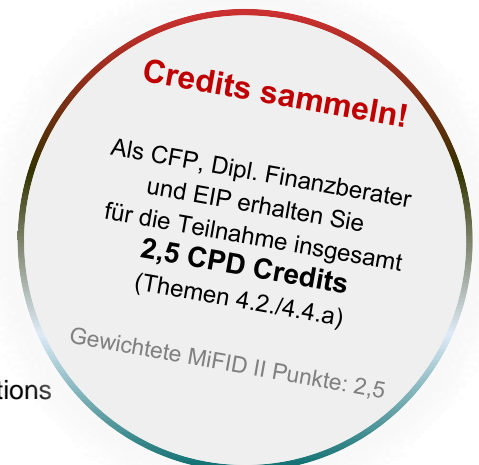 Credits sammeln!
Als CFP, Dipl. Finanzberater
und EIP erhalten Sie
für die Teilnahme insgesamt
2,5 CPD Credits
(Themen 4.2./4.4.a)
Gewichtete MiFID II Punkte: 2,5
tions